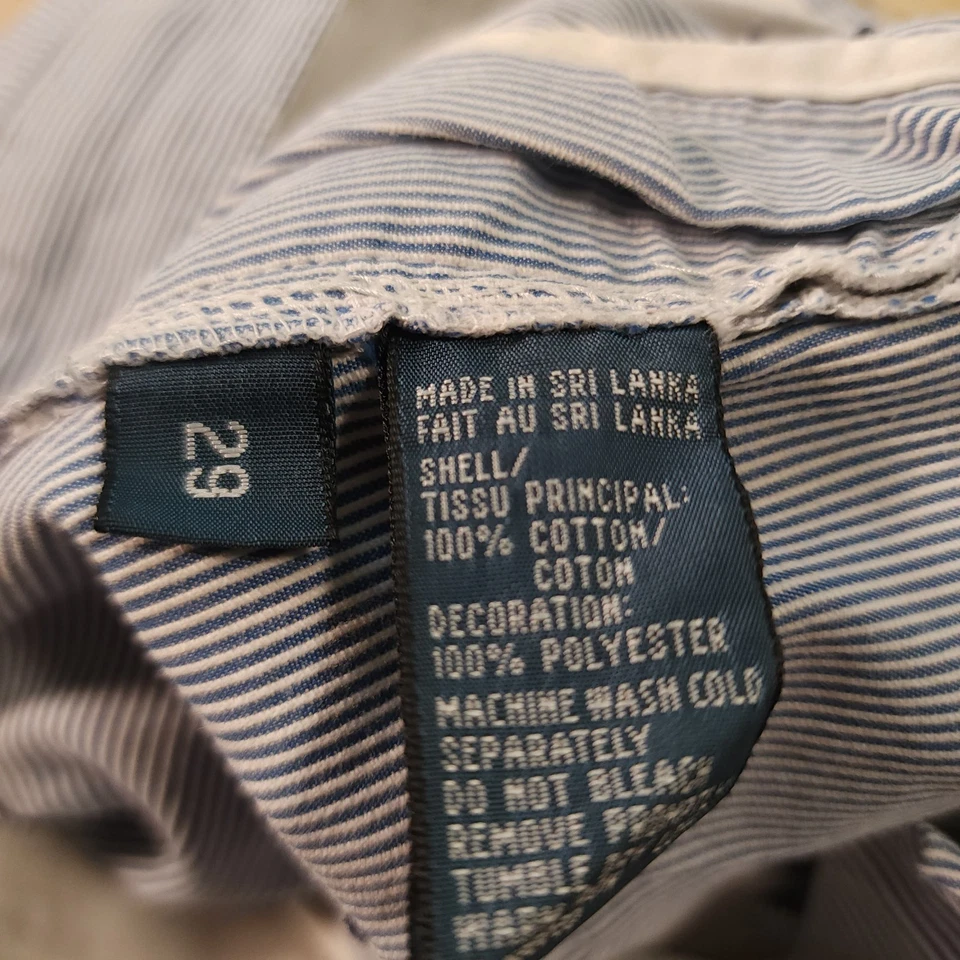 29
MADE IN SRI LANKA
FAIT AU SRI LANKA
SHELL/
TISSU PRINCIPAL:
100% COTTON/
COTON
DECORATION:
100% POLYESTER
MACHINE WASH COLD
SEPARATELY
DO NOT BLEACH
REMOVE
TUMBLE